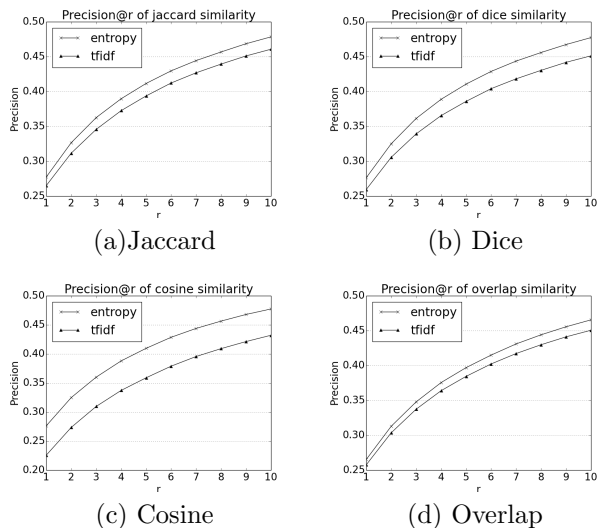 Precision@r of jaccard similarity
0.50
0.45
0.40
0.35
0.30
0.25
Precision
entropy
tfidf
1 2 3 4 5 6 7 8 9 10
r
(a)Jaccard
Precision@r of dice similarity
0.50
0.45
0.40
0.35
0.30
0.25
Precision
entropy
tfidf
1 2 3 4 5 6 7 8 9 10
r
(b) Dice
Precision@r of cosine similarity
0.50
0.45
0.40
0.35
0.30
0.25
0.20
Precision
entropy
tfidf
1 2 3 4 5 6 7 8 9 10
r
(c) Cosine
Precision@r of overlap similarity
0.50
0.45
0.40
0.35
0.30
0.25
Precision
entropy
tfidf
1 2 3 4 5 6 7 8 9 10
r
(d) Overlap